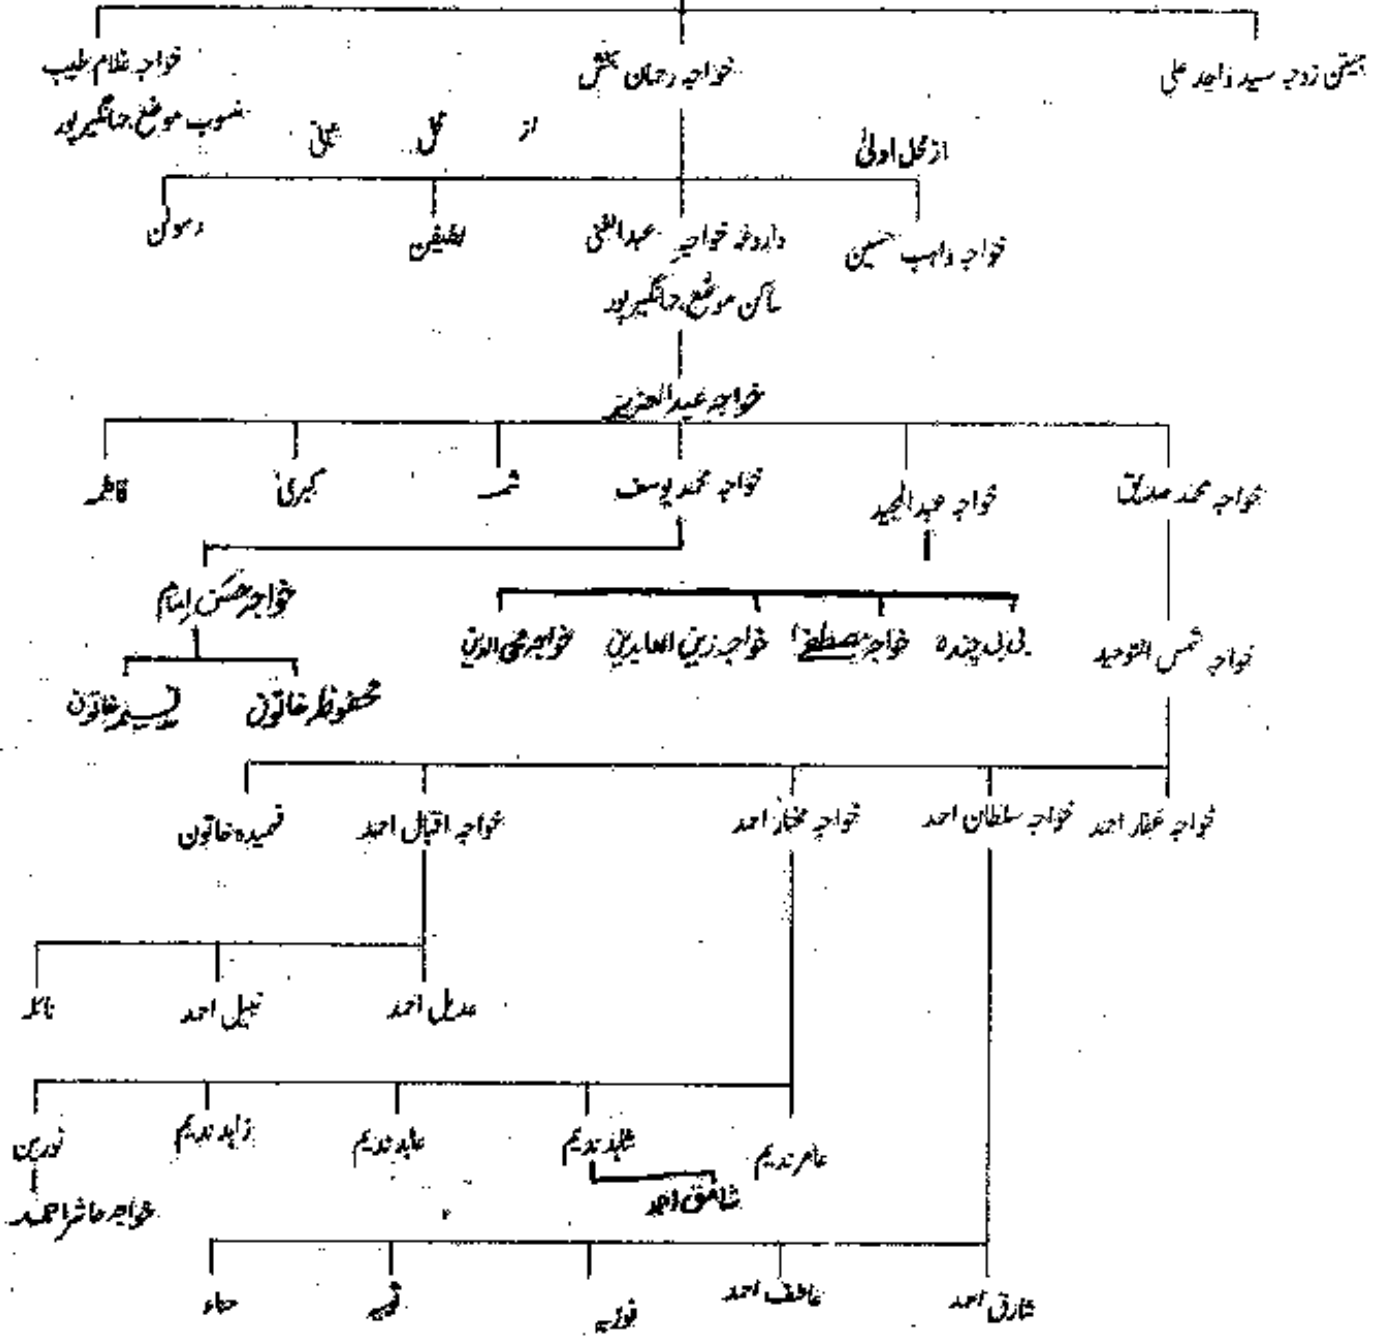 جیتن زوجہ سید واجد علی
خواجہ رحمان بخش
خواجہ غلام طیب
منسوب موضع جہانگیرپور
از محل اولیٰ
از محل ثانی
خواجہ واہب حسین
داروغہ خواجہ عبدالغنی
لطیفن
رسولن
ساکن موضع جہانگیرپور
خواجہ عبدالعزیز
خواجہ محمد صدیق
خواجہ عبدالمجید
خواجہ محمد یوسف
کبریٰ
فاطمہ
خواجہ حسن امام
خواجہ شمس التوحید
بی بی چندہ
خواجہ مصطفیٰ
خواجہ زین العابدین
خواجہ محی الدین
محفوظ خاتون
خاتون
خواجہ غفار احمد
خواجہ سلطان احمد
خواجہ مختار احمد
خواجہ اقبال احمد
فہمیدہ خاتون
عدیل احمد
نبیل احمد
نائلہ
عامر ندیم
شاہد ندیم
عابد ندیم
زاہد ندیم
نورین
احمد
خواجہ عاشر احمد
شارق احمد
عاطف احمد
فوزیہ
حناء